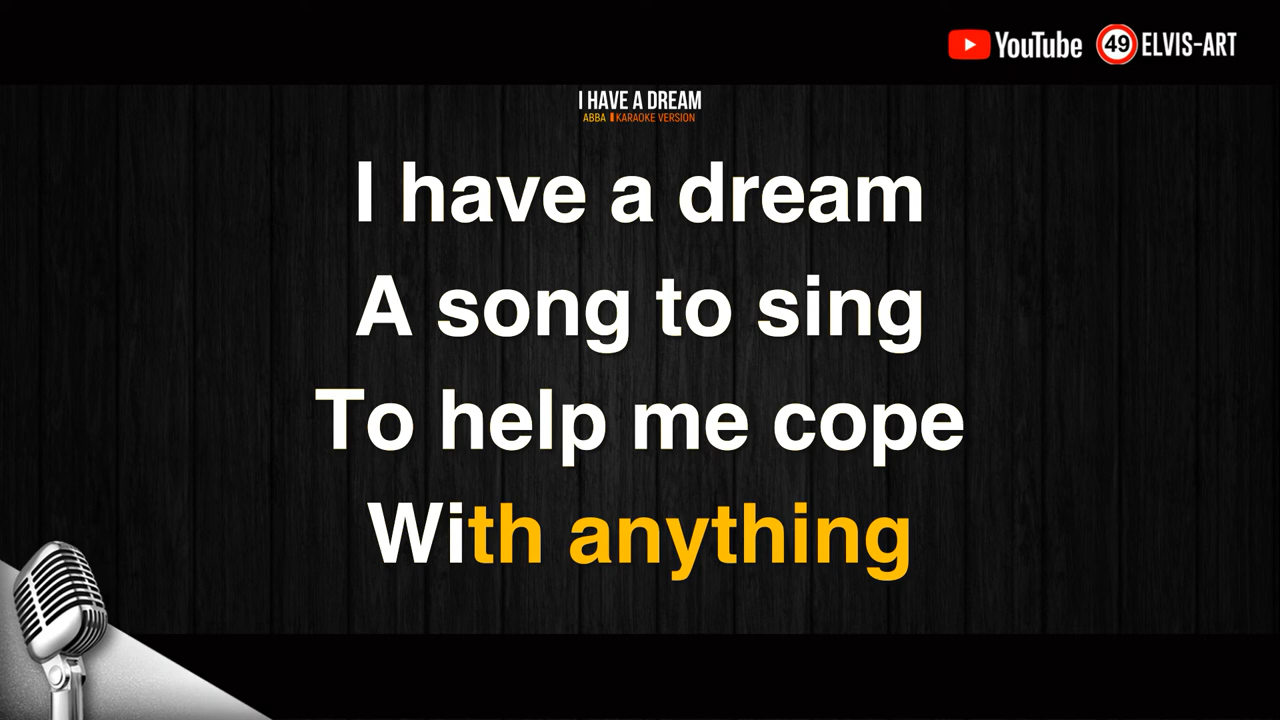 YouTube 49 ELVIS-ART
I HAVE A DREAM
ABBA KARAOKE VERSION
I have a dream
A song to sing
To help me cope
With anything